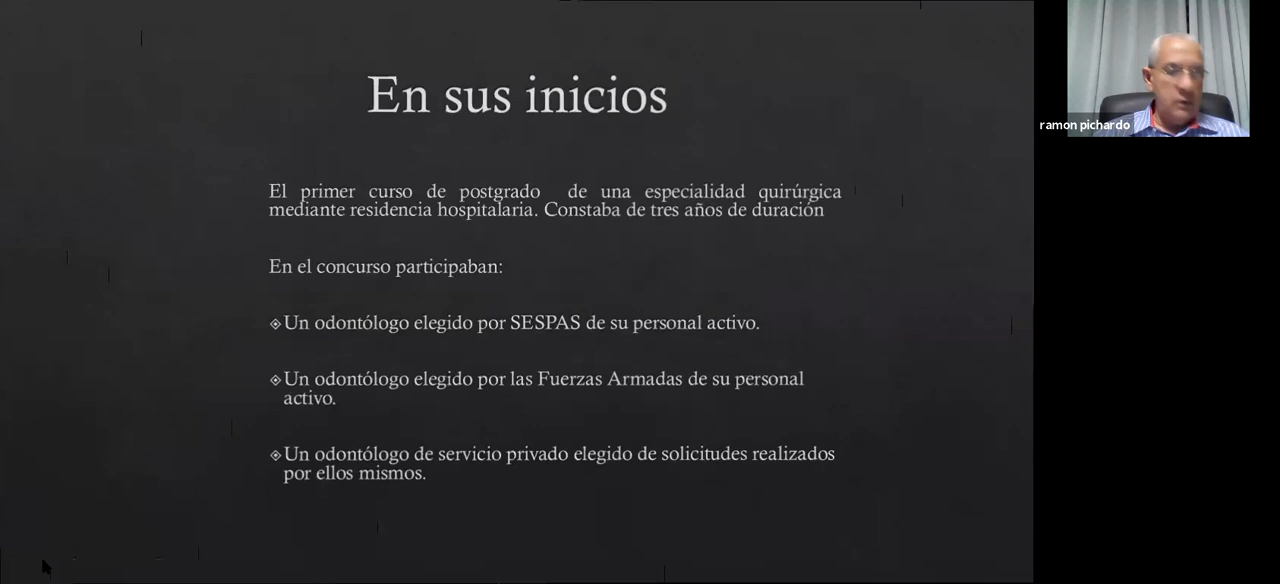 En sus inicios
El primer curso de postgrado de una especialidad quirúrgica
mediante residencia hospitalaria. Constaba de tres años de duración
En el concurso participaban:
Un odontólogo elegido por SESPAS de su personal activo.
Un odontólogo elegido por las Fuerzas Armadas de su personal
activo.
Un odontólogo de servicio privado elegido de solicitudes realizados
por ellos mismos.
ramon pichardo